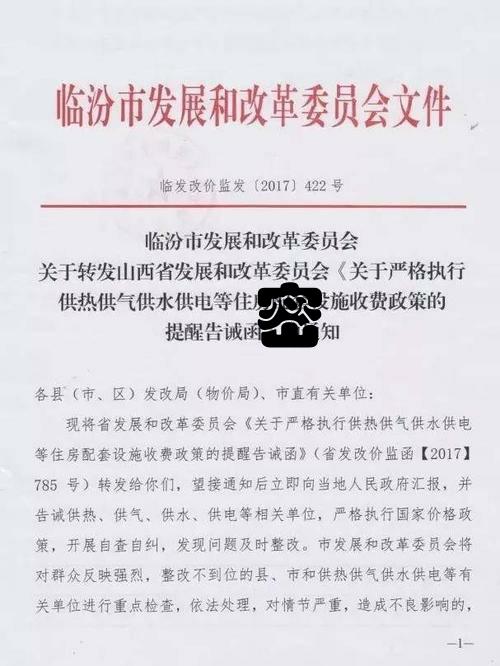 临汾市发展和改革委员会文件
临发改价监发〔2017〕422号
临汾市发展和改革委员会
关于转发山西省发展和改革委员会《关于严格执行
供热供气供水供电等住 施收费政策的
提醒告诫函 知
各县（市、区）发改局（物价局）、市直有关单位：
现将省发展和改革委员会《关于严格执行供热供气供水供电
等住房配套设施收费政策的提醒告诫函》（省发改价监函【2017】
785 号）转发给你们，望接通知后立即向当地人民政府汇报，并
告诫供热、供气、供水、供电等相关单位，严格执行国家价格政
策，开展自查自纠，发现问题及时整改。市发展和改革委员会将
对群众反映强烈，整改不到位的县、市和供热供气供水供电等有
关单位进行重点检查，依法处理，对情节严重，造成不良影响的，
—1—